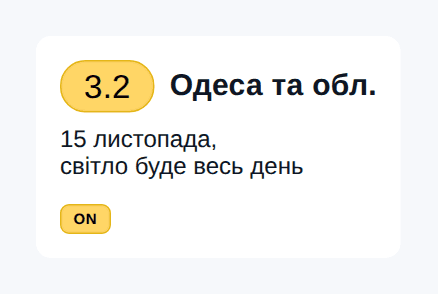 3.2 Одеса та обл.
15 листопада,
світло буде весь день
ON